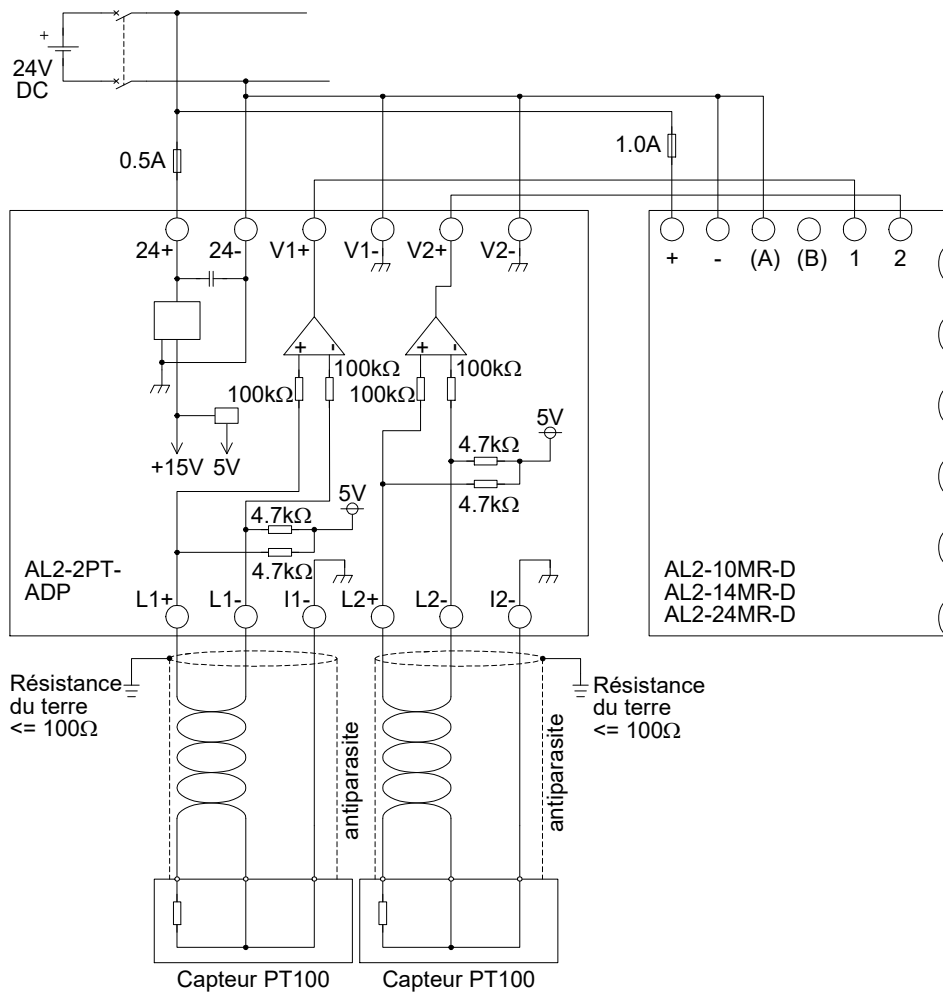 +
24V
DC
0.5A
1.0A
24+ 24- V1+ V1- V2+ V2-
+ - (A) (B) 1 2
+ - + -
100kΩ 100kΩ
100kΩ 100kΩ
5V
4.7kΩ
+15V 5V
4.7kΩ
5V
4.7kΩ
4.7kΩ
AL2-2PT-
ADP
AL2-10MR-D
AL2-14MR-D
AL2-24MR-D
L1+ L1- I1- L2+ L2- I2-
Résistance
du terre
<= 100Ω
antiparasite
antiparasite
Résistance
du terre
<= 100Ω
Capteur PT100 Capteur PT100